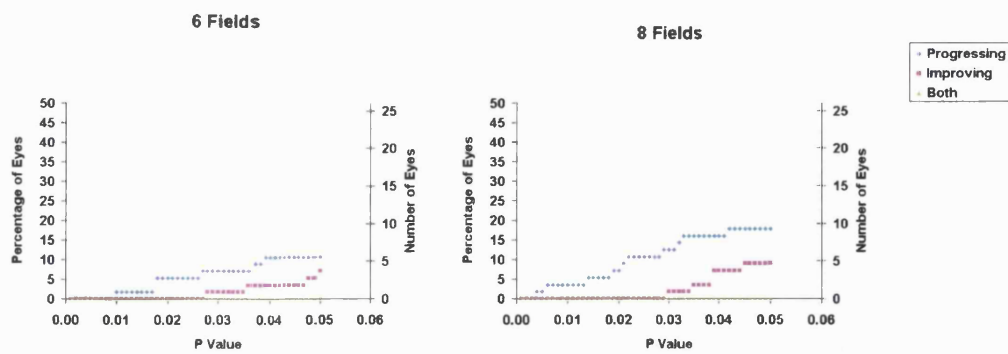 6 Fields
50
45
40
35
30
25
20
15
10
5
0
Percentage of Eyes
25
20
15
10
5
0
Number of Eyes
0.00 0.01 0.02 0.03 0.04 0.05 0.06
P Value
8 Fields
50
45
40
35
30
25
20
15
10
5
0
Percentage of Eyes
25
20
15
10
5
0
Number of Eyes
0.00 0.01 0.02 0.03 0.04 0.05 0.06
P Value
Progressing
Improving
Both